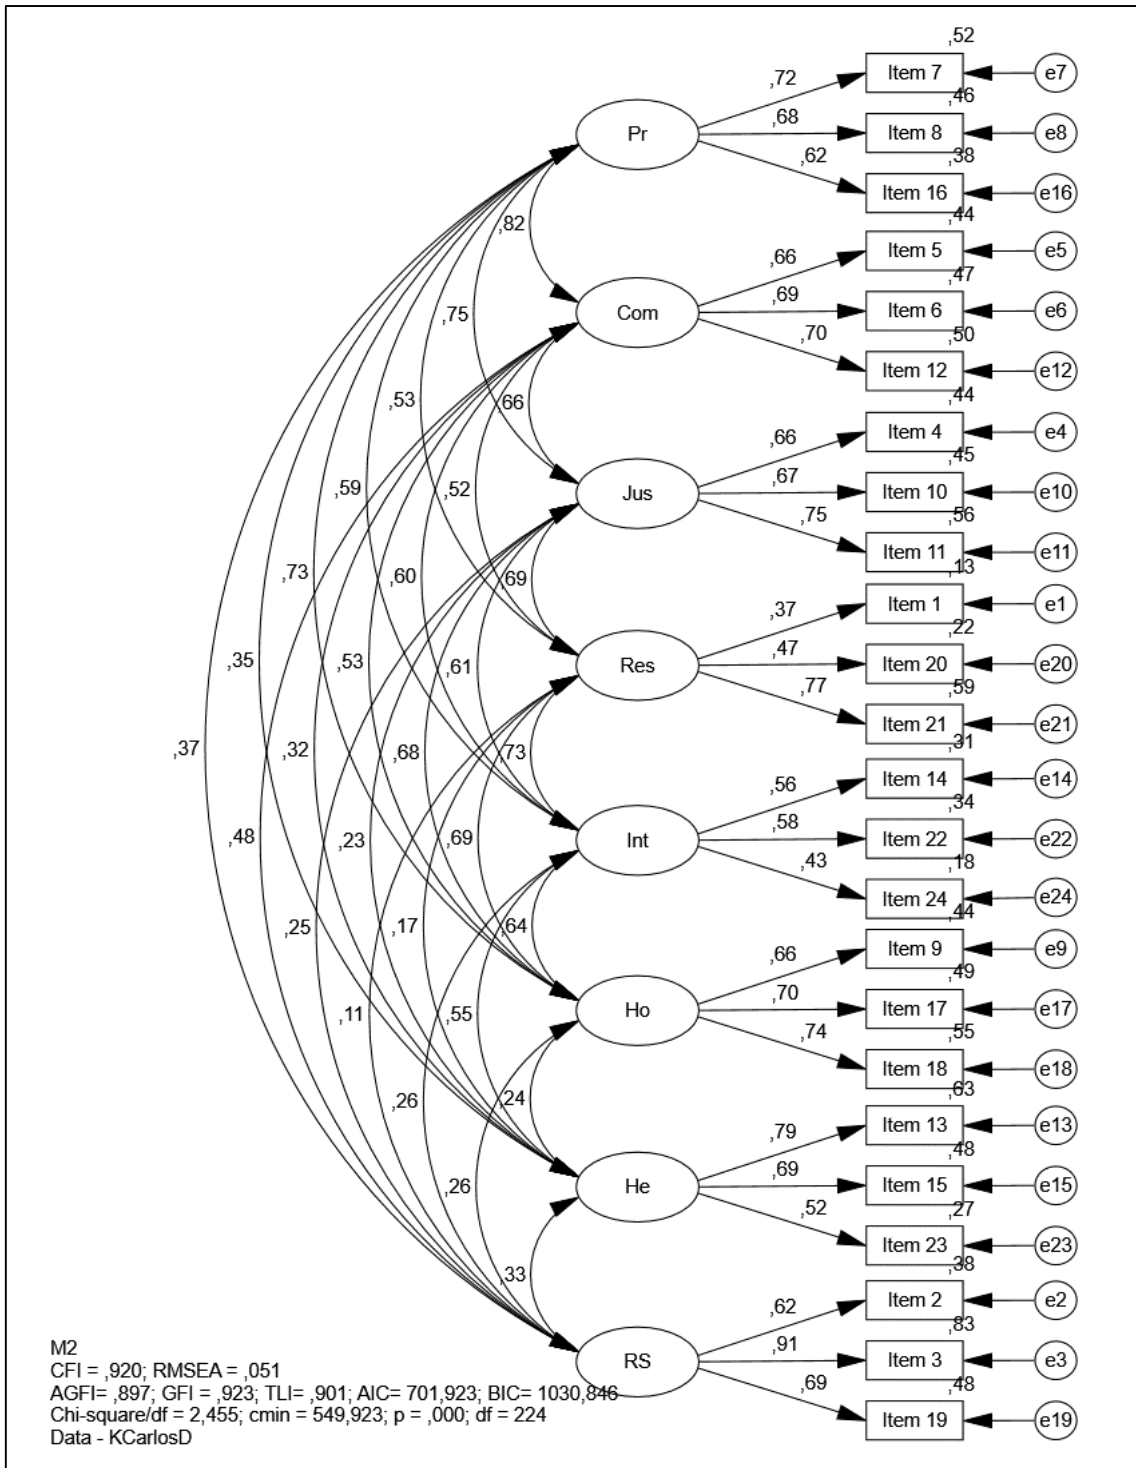 ,52
,72 Item 7 e7
,46
Pr ,68 Item 8 e8
,38
,62 Item 16 e16
,44
,82
,66 Item 5 e5
,47
,75 Com ,69 Item 6 e6
,50
,70 Item 12 e12
,44
,53 ,66
,66 Item 4 e4
,45
,59 ,52 Jus ,67 Item 10 e10
,56
,75 Item 11 e11
,13
,73 ,60 ,69
,37 Item 1 e1
,22
,35 ,53 ,61 Res ,47 Item 20 e20
,59
,77 Item 21 e21
,31
,37 ,32 ,68 ,73
,56 Item 14 e14
,34
,48 ,23 ,69 Int ,58 Item 22 e22
,18
,43 Item 24 e24
,44
,25 ,17 ,64
,66 Item 9 e9
,49
,11 ,55 Ho ,70 Item 17 e17
,55
,74 Item 18 e18
,63
,26 ,24
,79 Item 13 e13
,48
,26 He ,69 Item 15 e15
,27
,52 Item 23 e23
,38
,33
,62 Item 2 e2
,83
RS ,91 Item 3 e3
,48
,69 Item 19 e19
M2
CFI = ,920; RMSEA = ,051
AGFI= ,897; GFI = ,923; TLI= ,901; AIC= 701,923; BIC= 1030,846
Chi-square/df = 2,455; cmin = 549,923; p = ,000; df = 224
Data - KCarlosD